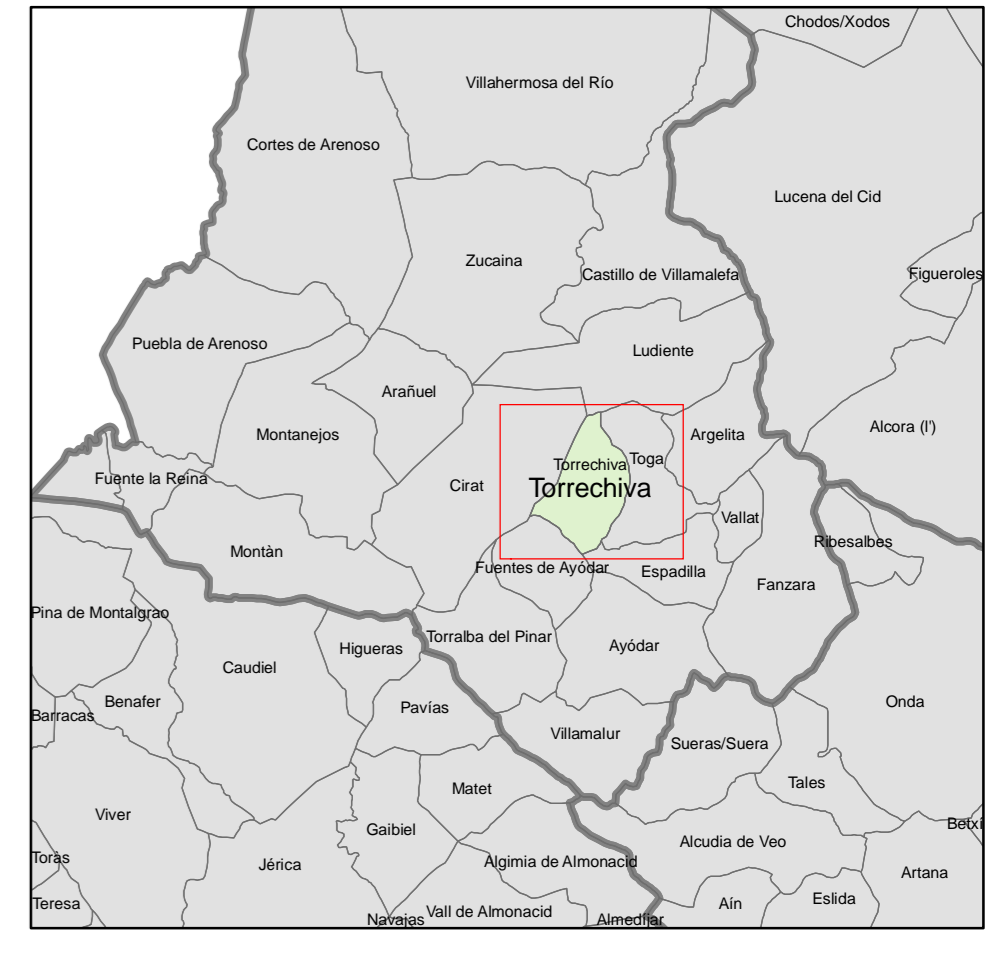 Chodos/Xodos
Villahermosa del Río
Cortes de Arenoso
Lucena del Cid
Zucaina
Castillo de Villamalefa
Figueroles
Puebla de Arenoso
Ludiente
Arañuel
Alcora (l')
Montanejos
Argelita
Toga
Torrechiva
Fuente la Reina
Cirat
Torrechiva
Vallat
Ribesalbes
Montàn
Fuentes de Ayódar
Espadilla
Fanzara
Pina de Montalgrao
Torralba del Pinar
Ayódar
Higueras
Caudiel
Benafer
Onda
Pavías
Barracas
Villamalur
Sueras/Suera
Tales
Matet
Viver
Betxí
Gaibiel
Alcudia de Veo
Toràs
Algimia de Almonacid
Jérica
Artana
Eslida
Teresa
Aín
Vall de Almonacid
Navajas
Almedíjar